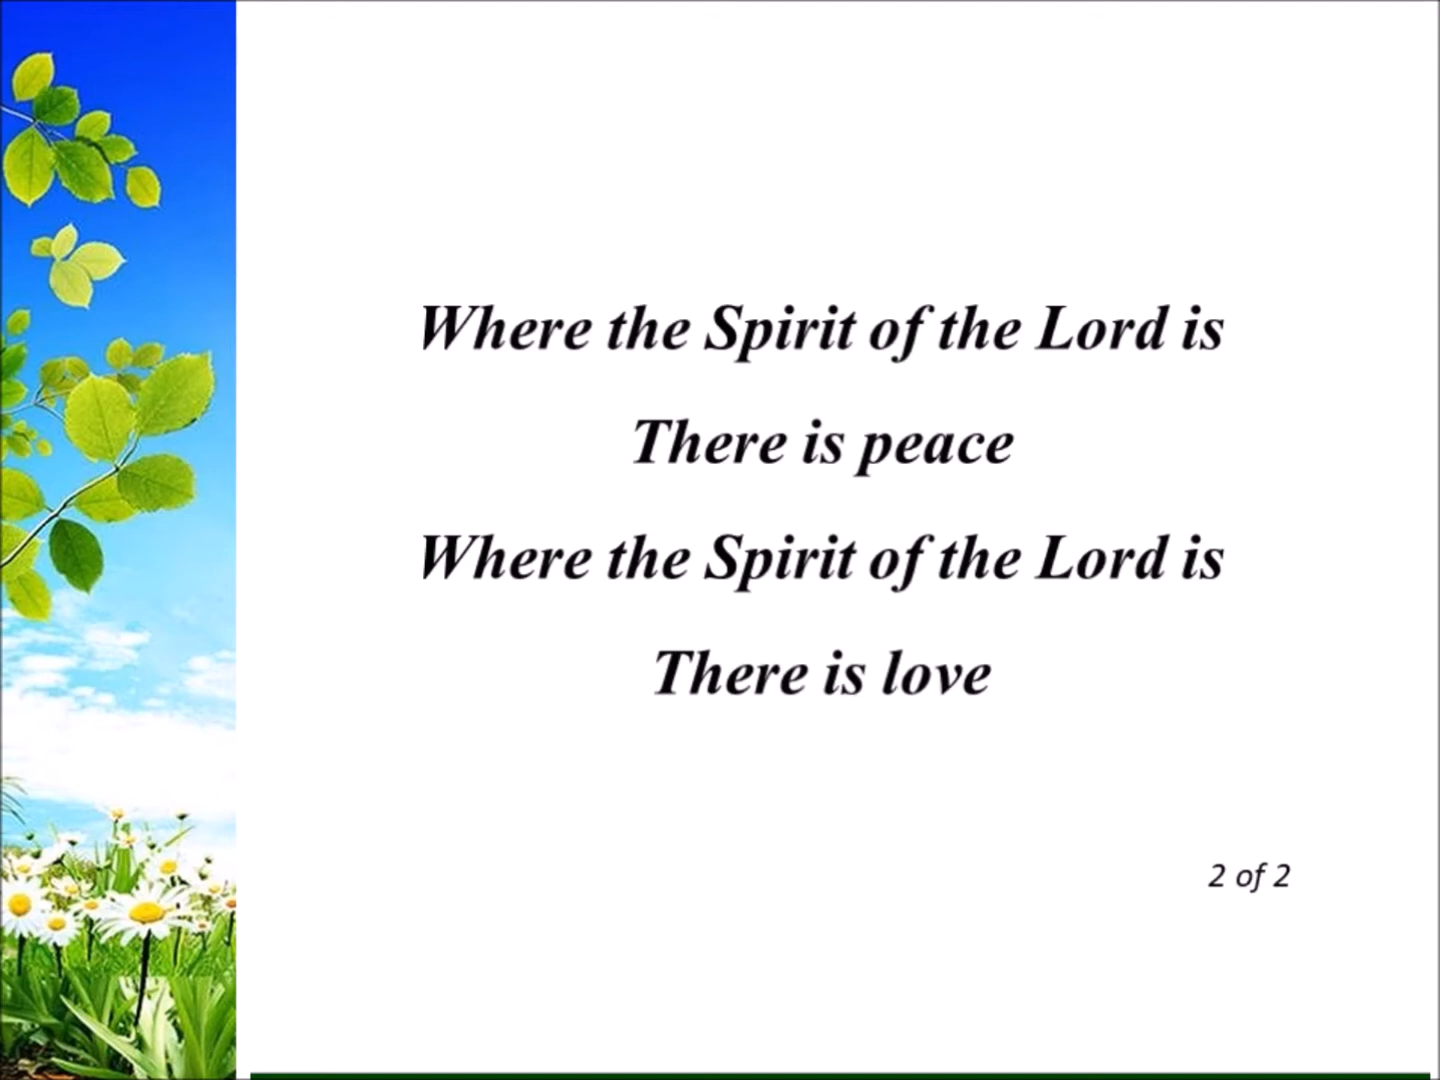 Where the Spirit of the Lord is
There is peace
Where the Spirit of the Lord is
There is love
2 of 2